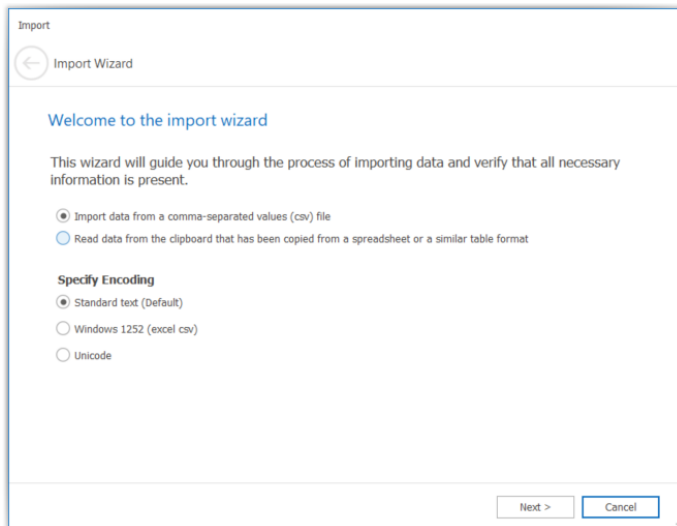 Import
Import Wizard
Welcome to the import wizard
This wizard will guide you through the process of importing data and verify that all necessary
information is present.
Import data from a comma-separated values (csv) file
Read data from the clipboard that has been copied from a spreadsheet or a similar table format
Specify Encoding
Standard text (Default)
Windows 1252 (excel csv)
Unicode
Next >
Cancel